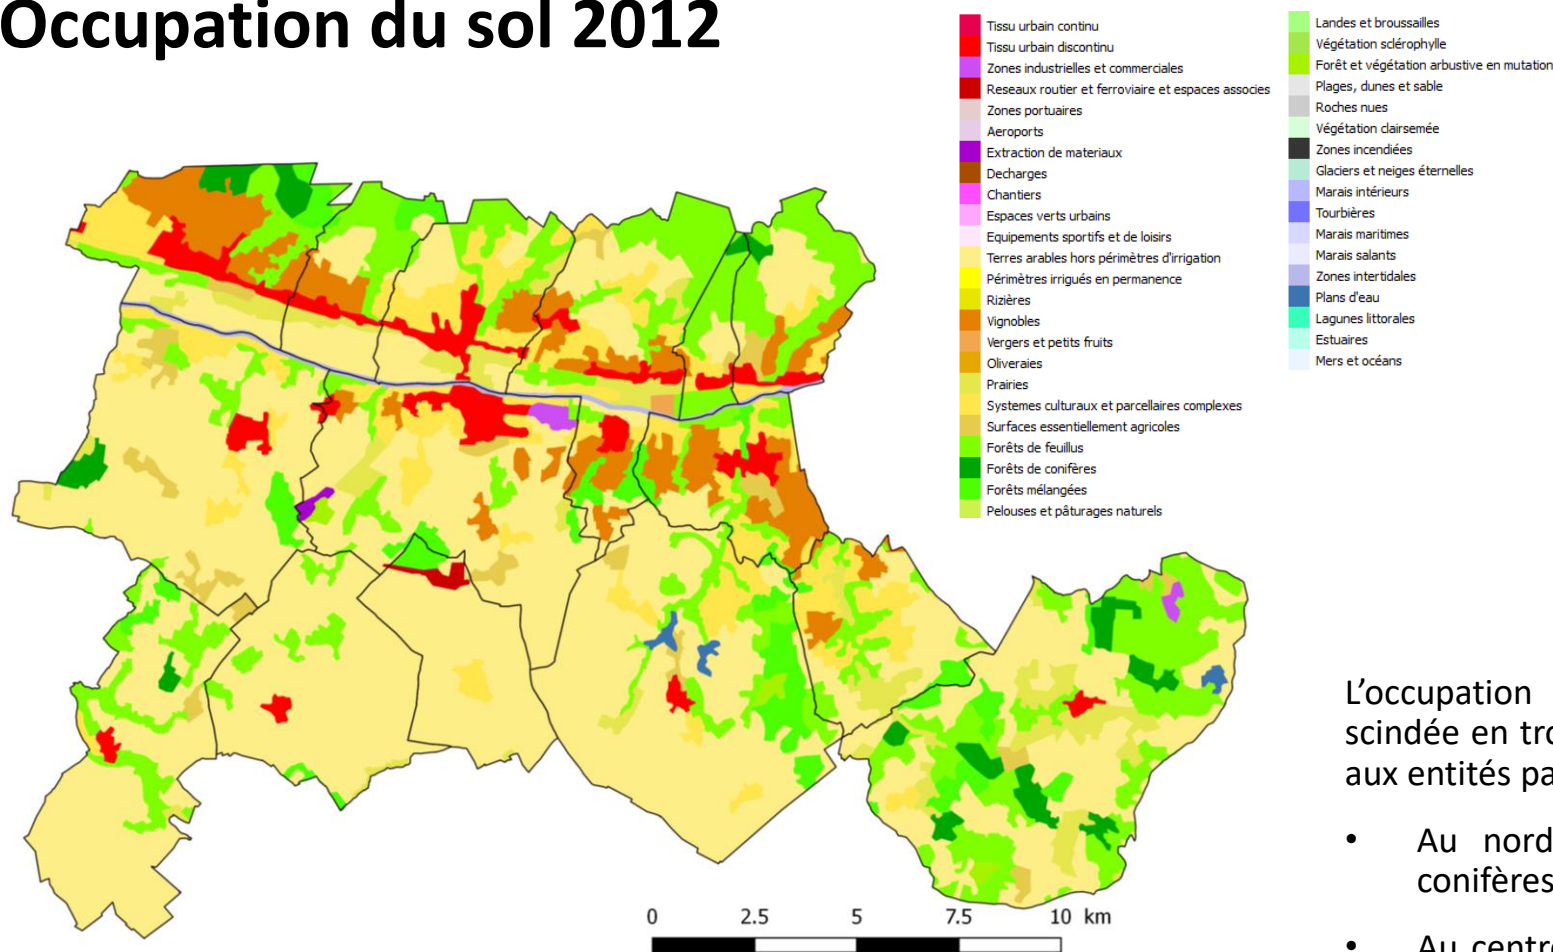 Occupation du sol 2012
Tissu urbain continu
Tissu urbain discontinu
Zones industrielles et commerciales
Reseaux routier et ferroviaire et espaces associes
Zones portuaires
Aeroports
Extraction de materiaux
Decharges
Chantiers
Espaces verts urbains
Equipements sportifs et de loisirs
Terres arables hors périmètres d'irrigation
Périmètres irrigués en permanence
Rizières
Vignobles
Vergers et petits fruits
Oliveraies
Prairies
Systemes culturaux et parcellaires complexes
Surfaces essentiellement agricoles
Forêts de feuillus
Forêts de conifères
Forêts mélangées
Pelouses et pâturages naturels
Landes et broussailles
Végétation sclérophylle
Forêt et végétation arbustive en mutation
Plages, dunes et sable
Roches nues
Végétation clairsemée
Zones incendiées
Glaciers et neiges éternelles
Marais intérieurs
Tourbières
Marais maritimes
Marais salants
Zones intertidales
Plans d'eau
Lagunes littorales
Estuaires
Mers et océans
L'occupation
scindée en tro
aux entités pa
• Au nord
conifères
• Au centre
0 2.5 5 7.5 10 km